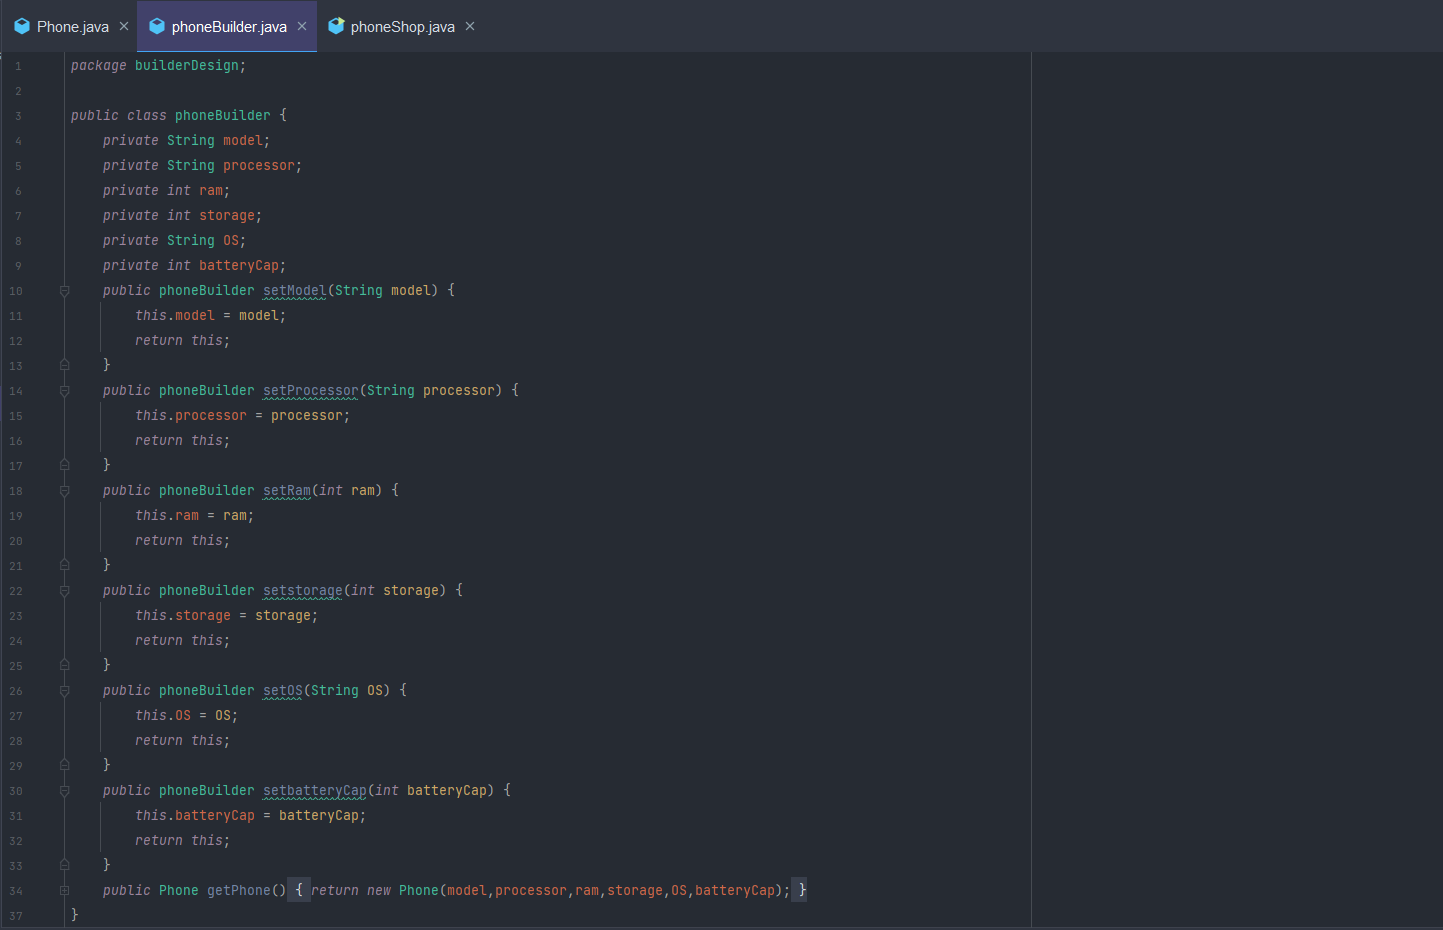 Phone.java × phoneBuilder.java × phoneShop.java ×
1 package builderDesign;
2
3 public class phoneBuilder {
4 private String model;
5 private String processor;
6 private int ram;
7 private int storage;
8 private String OS;
9 private int batteryCap;
10 public phoneBuilder setModel(String model) {
11 this.model = model;
12 return this;
13 }
14 public phoneBuilder setProcessor(String processor) {
15 this.processor = processor;
16 return this;
17 }
18 public phoneBuilder setRam(int ram) {
19 this.ram = ram;
20 return this;
21 }
22 public phoneBuilder setstorage(int storage) {
23 this.storage = storage;
24 return this;
25 }
26 public phoneBuilder setOS(String OS) {
27 this.OS = OS;
28 return this;
29 }
30 public phoneBuilder setbatteryCap(int batteryCap) {
31 this.batteryCap = batteryCap;
32 return this;
33 }
34 public Phone getPhone() { return new Phone(model,processor,ram,storage,OS,batteryCap); }
37 }